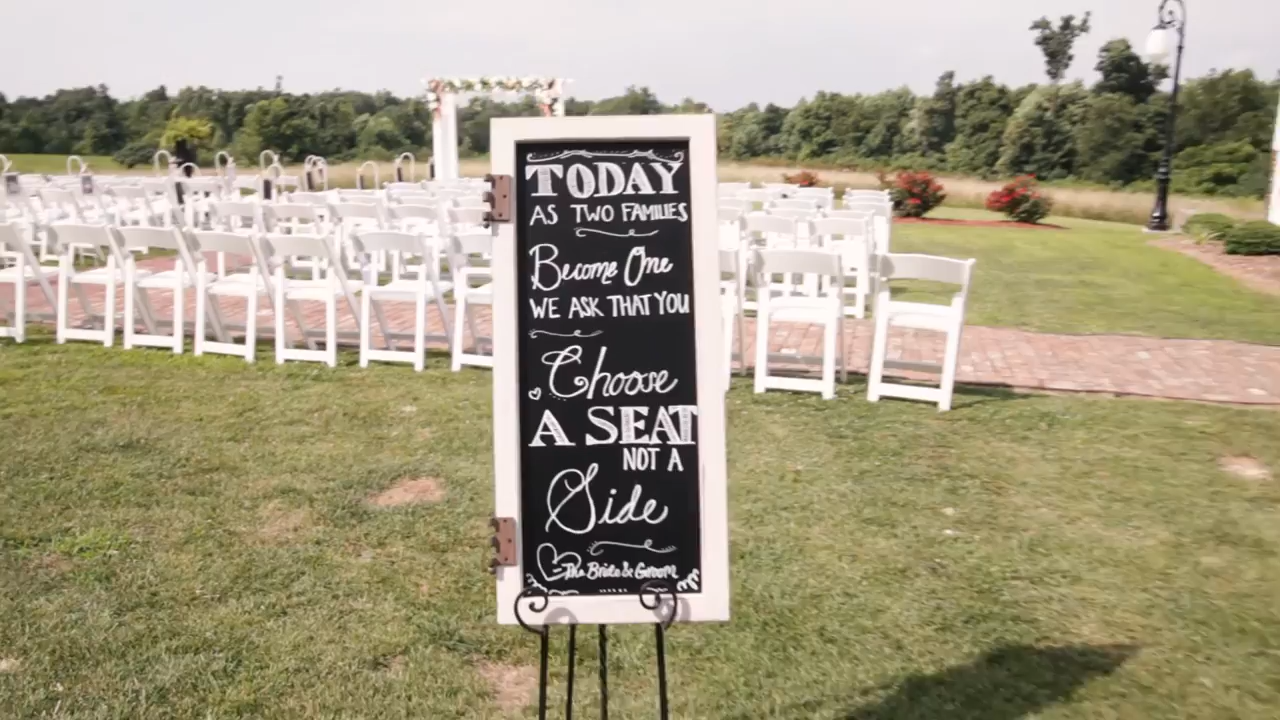 TODAY
AS TWO FAMILIES
Become One
WE ASK THAT YOU
Choose
A SEAT
NOT A
Side
-The Bride & Groom